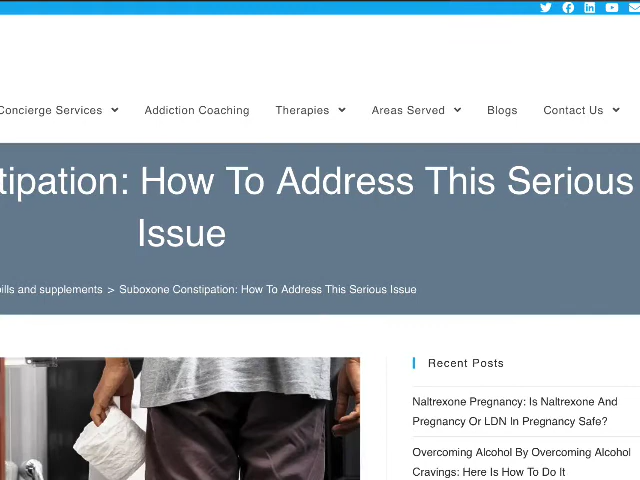 Concierge Services
Addiction Coaching
Therapies
Areas Served
Blogs
Contact Us
How To Address This Serious
Issue
and supplements > Suboxone Constipation: How To Address This Serious Issue
Recent Posts
Naltrexone Pregnancy: Is Naltrexone And
Pregnancy Or LDN In Pregnancy Safe?
Overcoming Alcohol By Overcoming Alcohol
Cravings: Here Is How To Do It